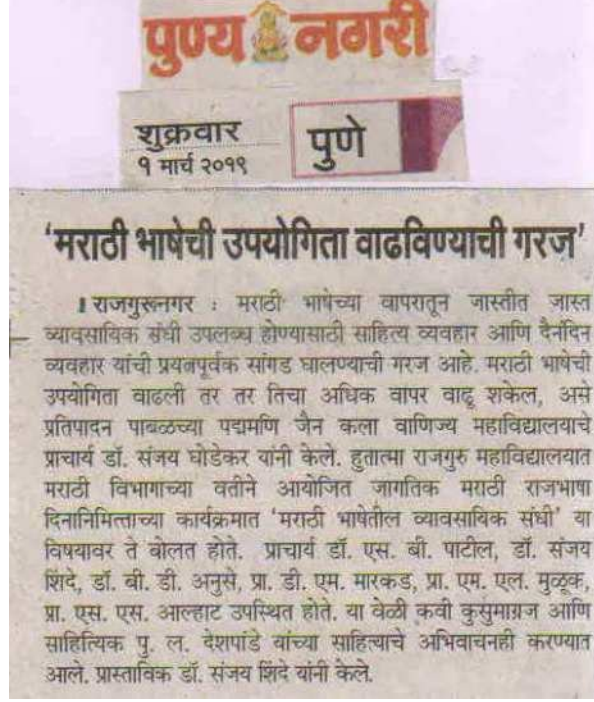 पुण्य नगरी
शुक्रवार
१ मार्च २०१९
पुणे
'मराठी भाषेची उपयोगिता वाढविण्याची गरज'
राजगुरूनगर : मराठी भाषेच्या वापरातून जास्तीत जास्त
व्यावसायिक संधी उपलब्ध होण्यासाठी साहित्य व्यवहार आणि दैनंदिन
व्यवहार यांची प्रयत्नपूर्वक सांगड घालण्याची गरज आहे. मराठी भाषेची
उपयोगिता वाढली तर तर तिचा अधिक वापर वाढू शकेल, असे
प्रतिपादन पाबळच्या पद्ममणि जैन कला वाणिज्य महाविद्यालयाचे
प्राचार्य डॉ. संजय घोडेकर यांनी केले. हुतात्मा राजगुरु महाविद्यालयात
मराठी विभागाच्या वतीने आयोजित जागतिक मराठी राजभाषा
दिनानिमित्ताच्या कार्यक्रमात 'मराठी भाषेतील व्यावसायिक संधी' या
विषयावर ते बोलत होते. प्राचार्य डॉ. एस. बी. पाटील, डॉ. संजय
शिंदे, डॉ. बी. डी. अनुसे, प्रा. डी. एम. मारकड, प्रा. एम. एल. मुळूक,
प्रा. एस. एस. आल्हाट उपस्थित होते. या वेळी कवी कुसुमाग्रज आणि
साहित्यिक पु. ल. देशपांडे यांच्या साहित्याचे अभिवाचनही करण्यात
आले. प्रास्ताविक डॉ. संजय शिंदे यांनी केले.